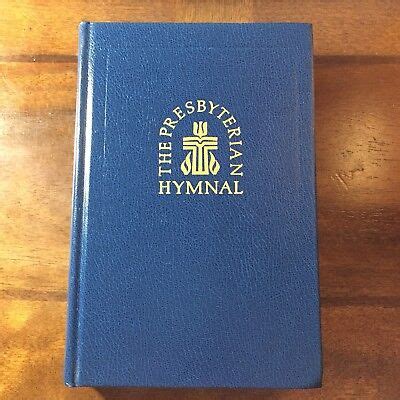 THE PRESBYTERIAN
HYMNAL